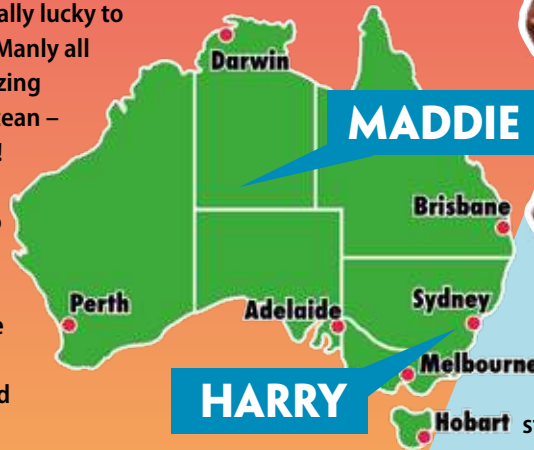 ally lucky to
Manly all
zing
ean –
Darwin
MADDIE
Brisbane
Perth
Adelaide
Sydney
Melbourne
HARRY
Hobart